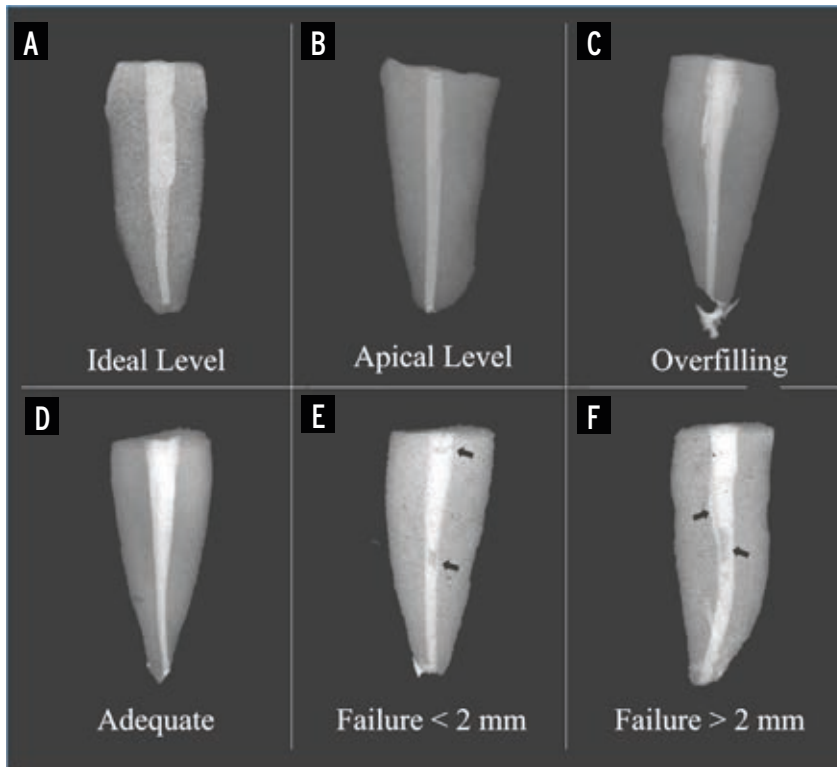 A
B
C
Ideal Level
Apical Level
Overfilling
D
E
F
Adequate
Failure < 2 mm
Failure > 2 mm